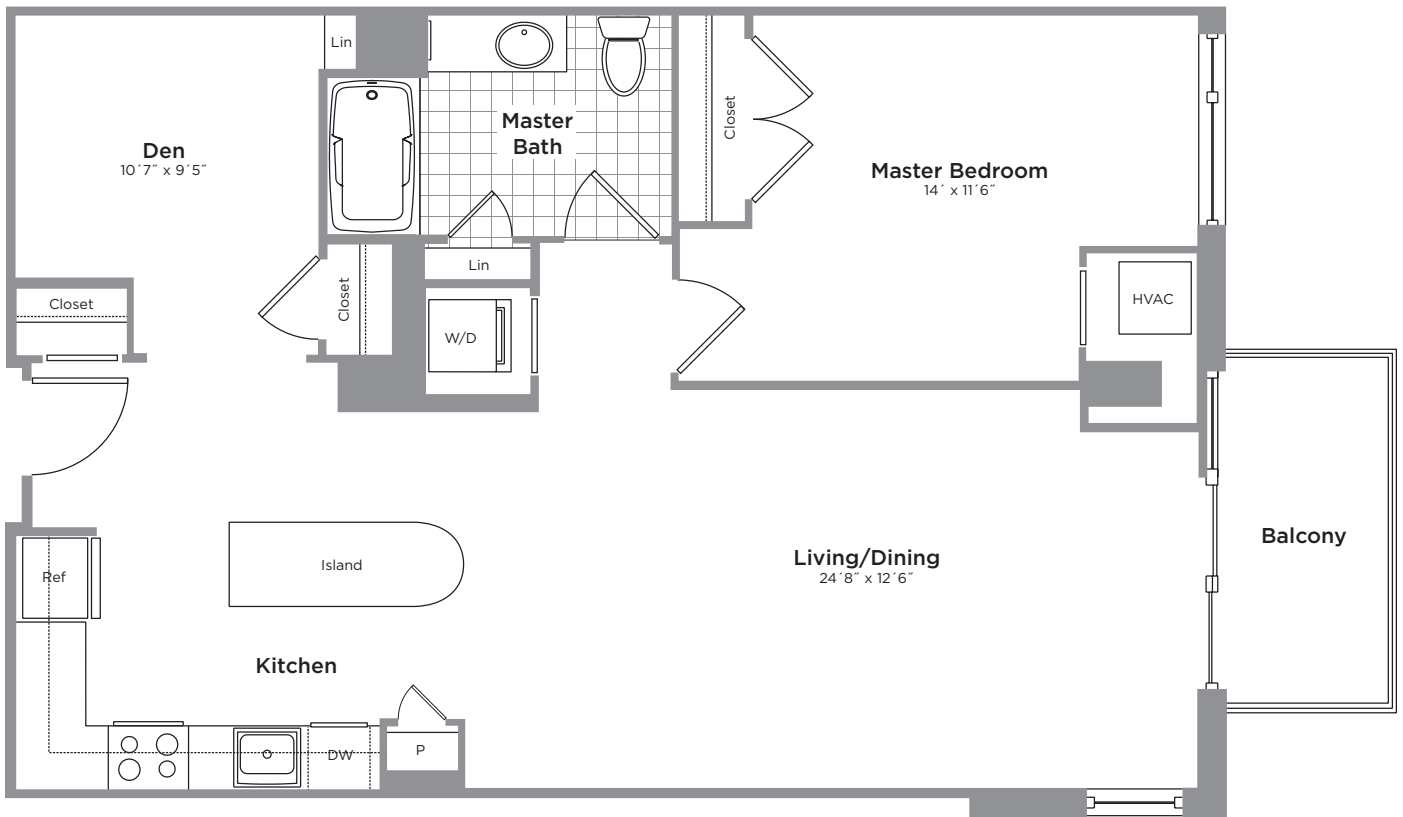 Lin
Den
10´7˝ x 9´5˝
Master
Bath
Closet
Master Bedroom
14´ x 11´6˝
Lin
Closet
Closet
W/D
HVAC
Ref
Island
Living/Dining
24´8˝ x 12´6˝
Balcony
Kitchen
DW
P